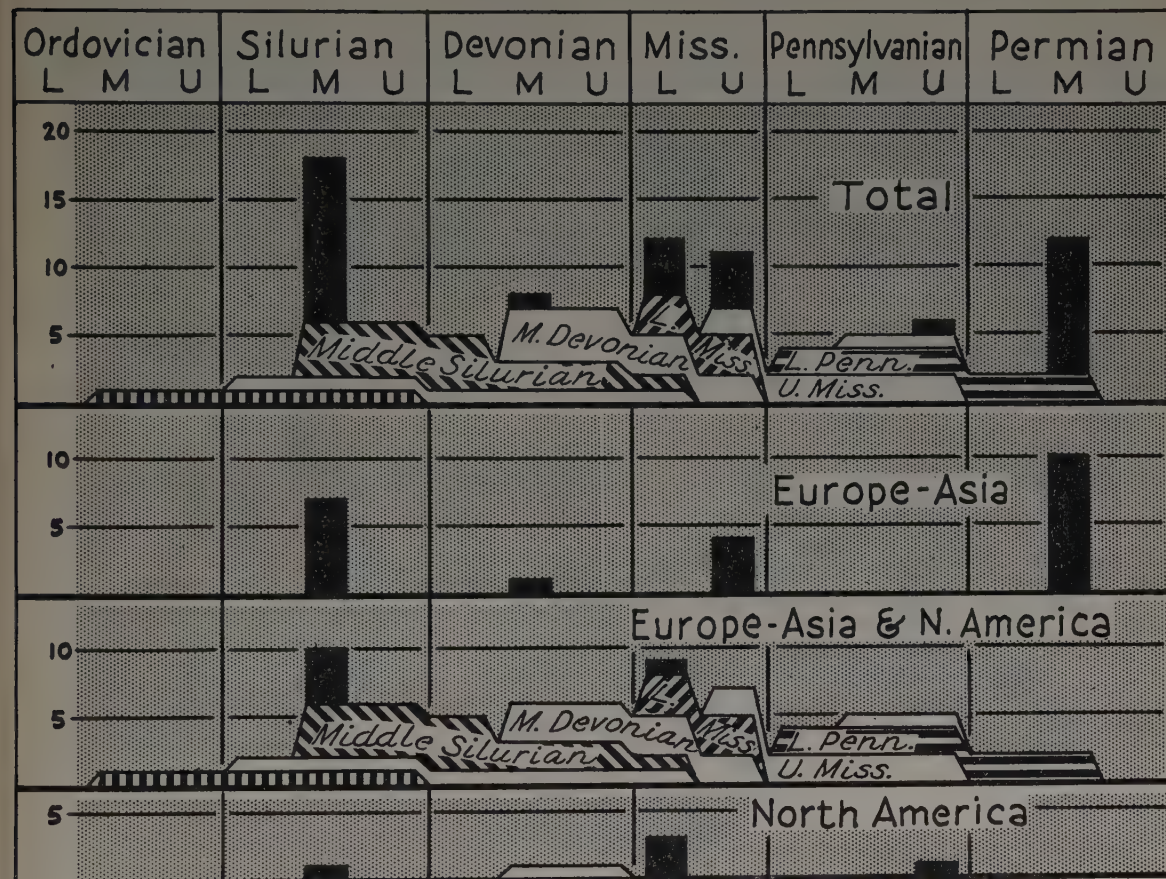 Ordovician Silurian Devonian Miss. Pennsylvanian Permian
L M U L M U L M U L U L M U L M U
20
15 Total
10
5
M. Devonian L. Miss.
Middle Silurian L. Penn.
U. Miss.
10
Europe-Asia
5
Europe-Asia & N. America
10
5
M. Devonian L. Miss.
Middle Silurian L. Penn.
U. Miss.
5 North America